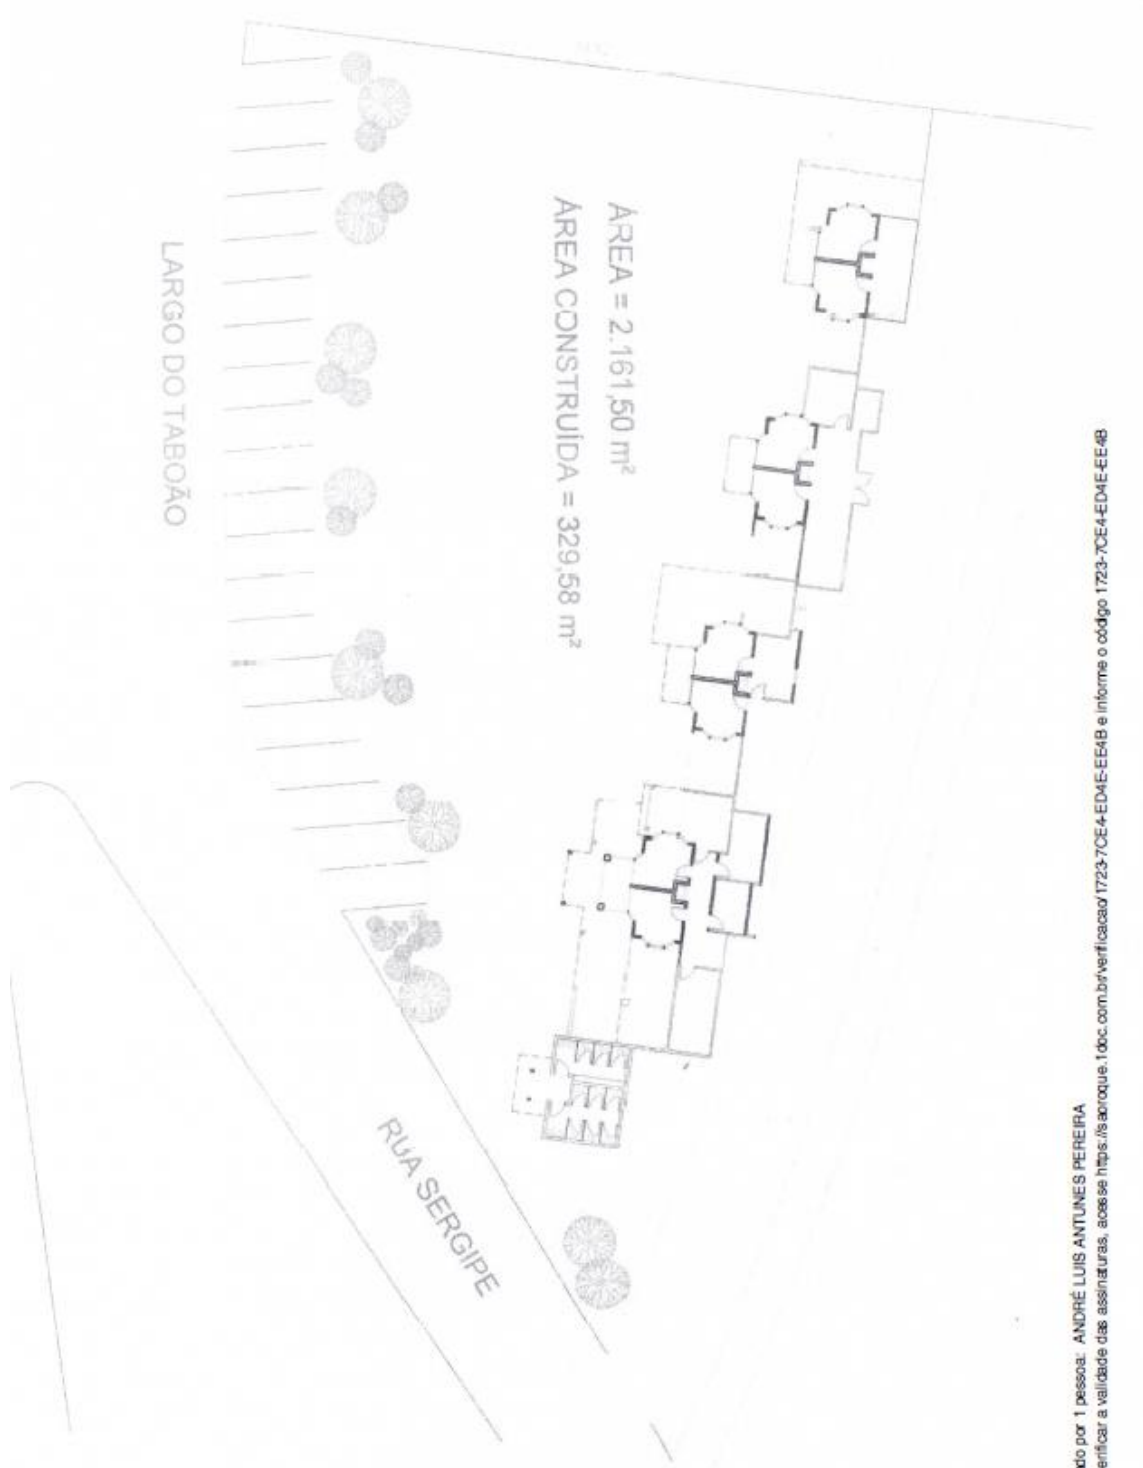 ÁREA = 2.161,50 m²
ÁREA CONSTRUÍDA = 329,58 m²
LARGO DO TABOÃO
RUA SERGIPE
do por 1 pessoa: ANDRÉ LUIS ANTUNES PEREIRA
erificar a validade das assinaturas, acesse https://saoroque.1doc.com.br/verificacao/1723-7CE4-ED4E-EE4B e informe o código 1723-7CE4-ED4E-EE4B